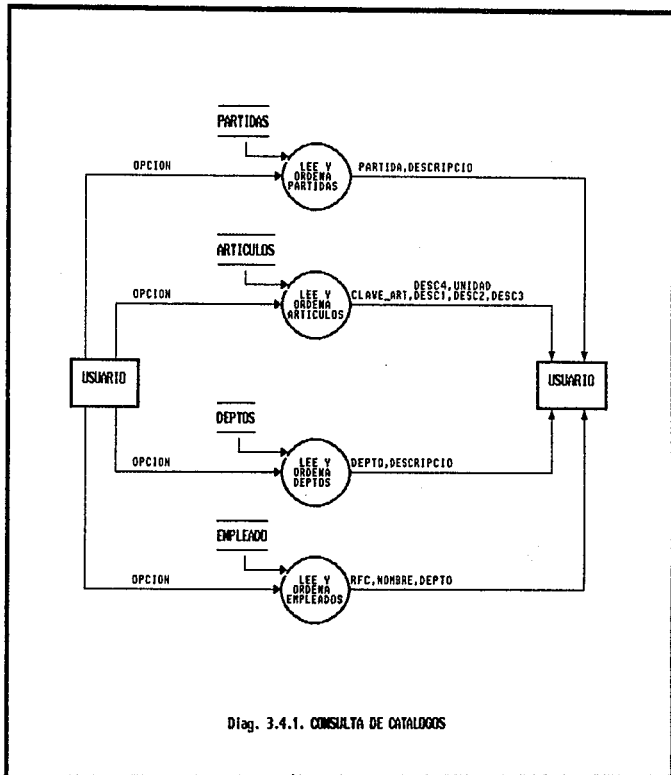 PARTIDAS
OPCION
LEE Y
ORDENA
PARTIDAS
PARTIDA,DESCRIPCIO
ARTICULOS
OPCION
LEE Y
ORDENA
ARTICULOS
DESC4,UNIDAD
CLAVE_ART,DESC1,DESC2,DESC3
USUARIO
USUARIO
DEPTOS
OPCION
LEE Y
ORDENA
DEPTOS
DEPTO,DESCRIPCIO
EMPLEADO
OPCION
LEE Y
ORDENA
EMPLEADOS
RFC,NOMBRE,DEPTO
Diag. 3.4.1. CONSULTA DE CATALOGOS